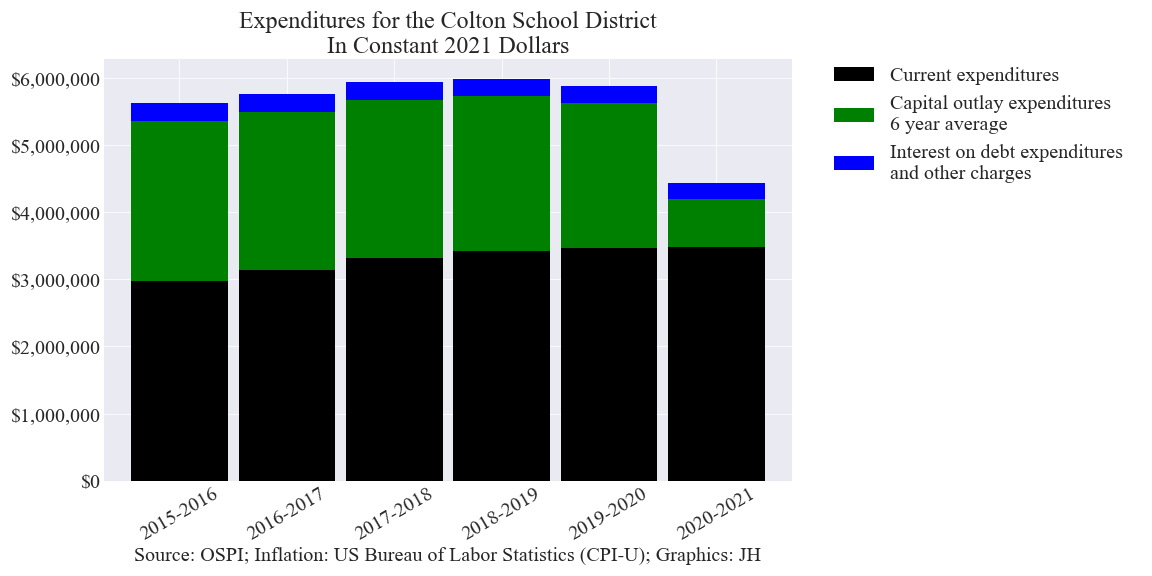 Expenditures for the Colton School District
In Constant 2021 Dollars
$6,000,000
$5,000,000
$4,000,000
$3,000,000
$2,000,000
$1,000,000
$0
2015-2016
2016-2017
2017-2018
2018-2019
2019-2020
2020-2021
Source: OSPI; Inflation: US Bureau of Labor Statistics (CPI-U); Graphics: JH
Current expenditures
Capital outlay expenditures
6 year average
Interest on debt expenditures
and other charges